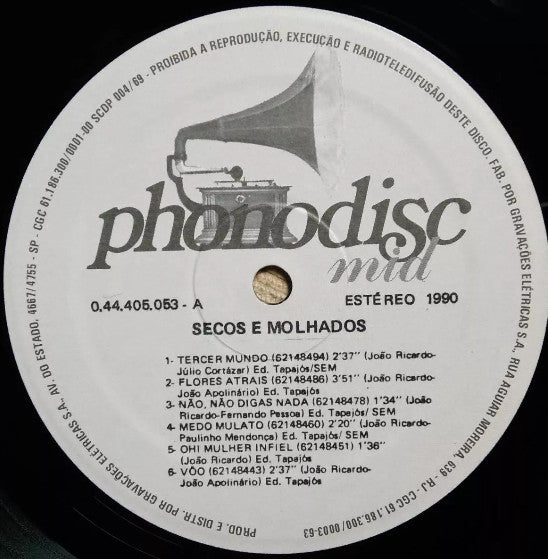 PROIBIDA A REPRODUÇÃO, EXECUÇÃO E RADIOTELEDIFUSÃO DESTE DISCO. FAB. POR GRAVAÇÕES ELÉTRICAS S.A. RUA AGUIAR MOREIRA, 639 - RJ - CGC 61.186.300/0003-63
PROD. E DISTR. POR GRAVAÇÕES ELÉTRICAS S.A. AV. DO ESTADO, 4667/4755 - SP - CGC 61.186.300/0001-00 SCDP 004/69 -
phonodisc
mid
0.44.405.053 - A
ESTÉREO 1990
SECOS E MOLHADOS
1- TERCER MUNDO (62148494) 2'37" (João Ricardo-
Júlio Cortázar) Ed. Tapajós/SEM
2- FLORES ATRAIS (62148486) 3'51" (João Ricardo-
João Apolinário) Ed. Tapajós/SEM
3- NÃO, NÃO DIGAS NADA (62148478) 1'34" (João
Ricardo-Fernando Pessoa) Ed. Tapajós/ SEM
4- MEDO MULATO (62148460) 2'20" (João Ricardo-
Paulinho Mendonça) Ed. Tapajós/ SEM
5- OH! MULHER INFIEL (62148451) 1'36"
(João Ricardo) Ed. Tapajós
6- VÔO (62148443) 2'37" (João Ricardo-
João Apolinário) Ed. Tapajós